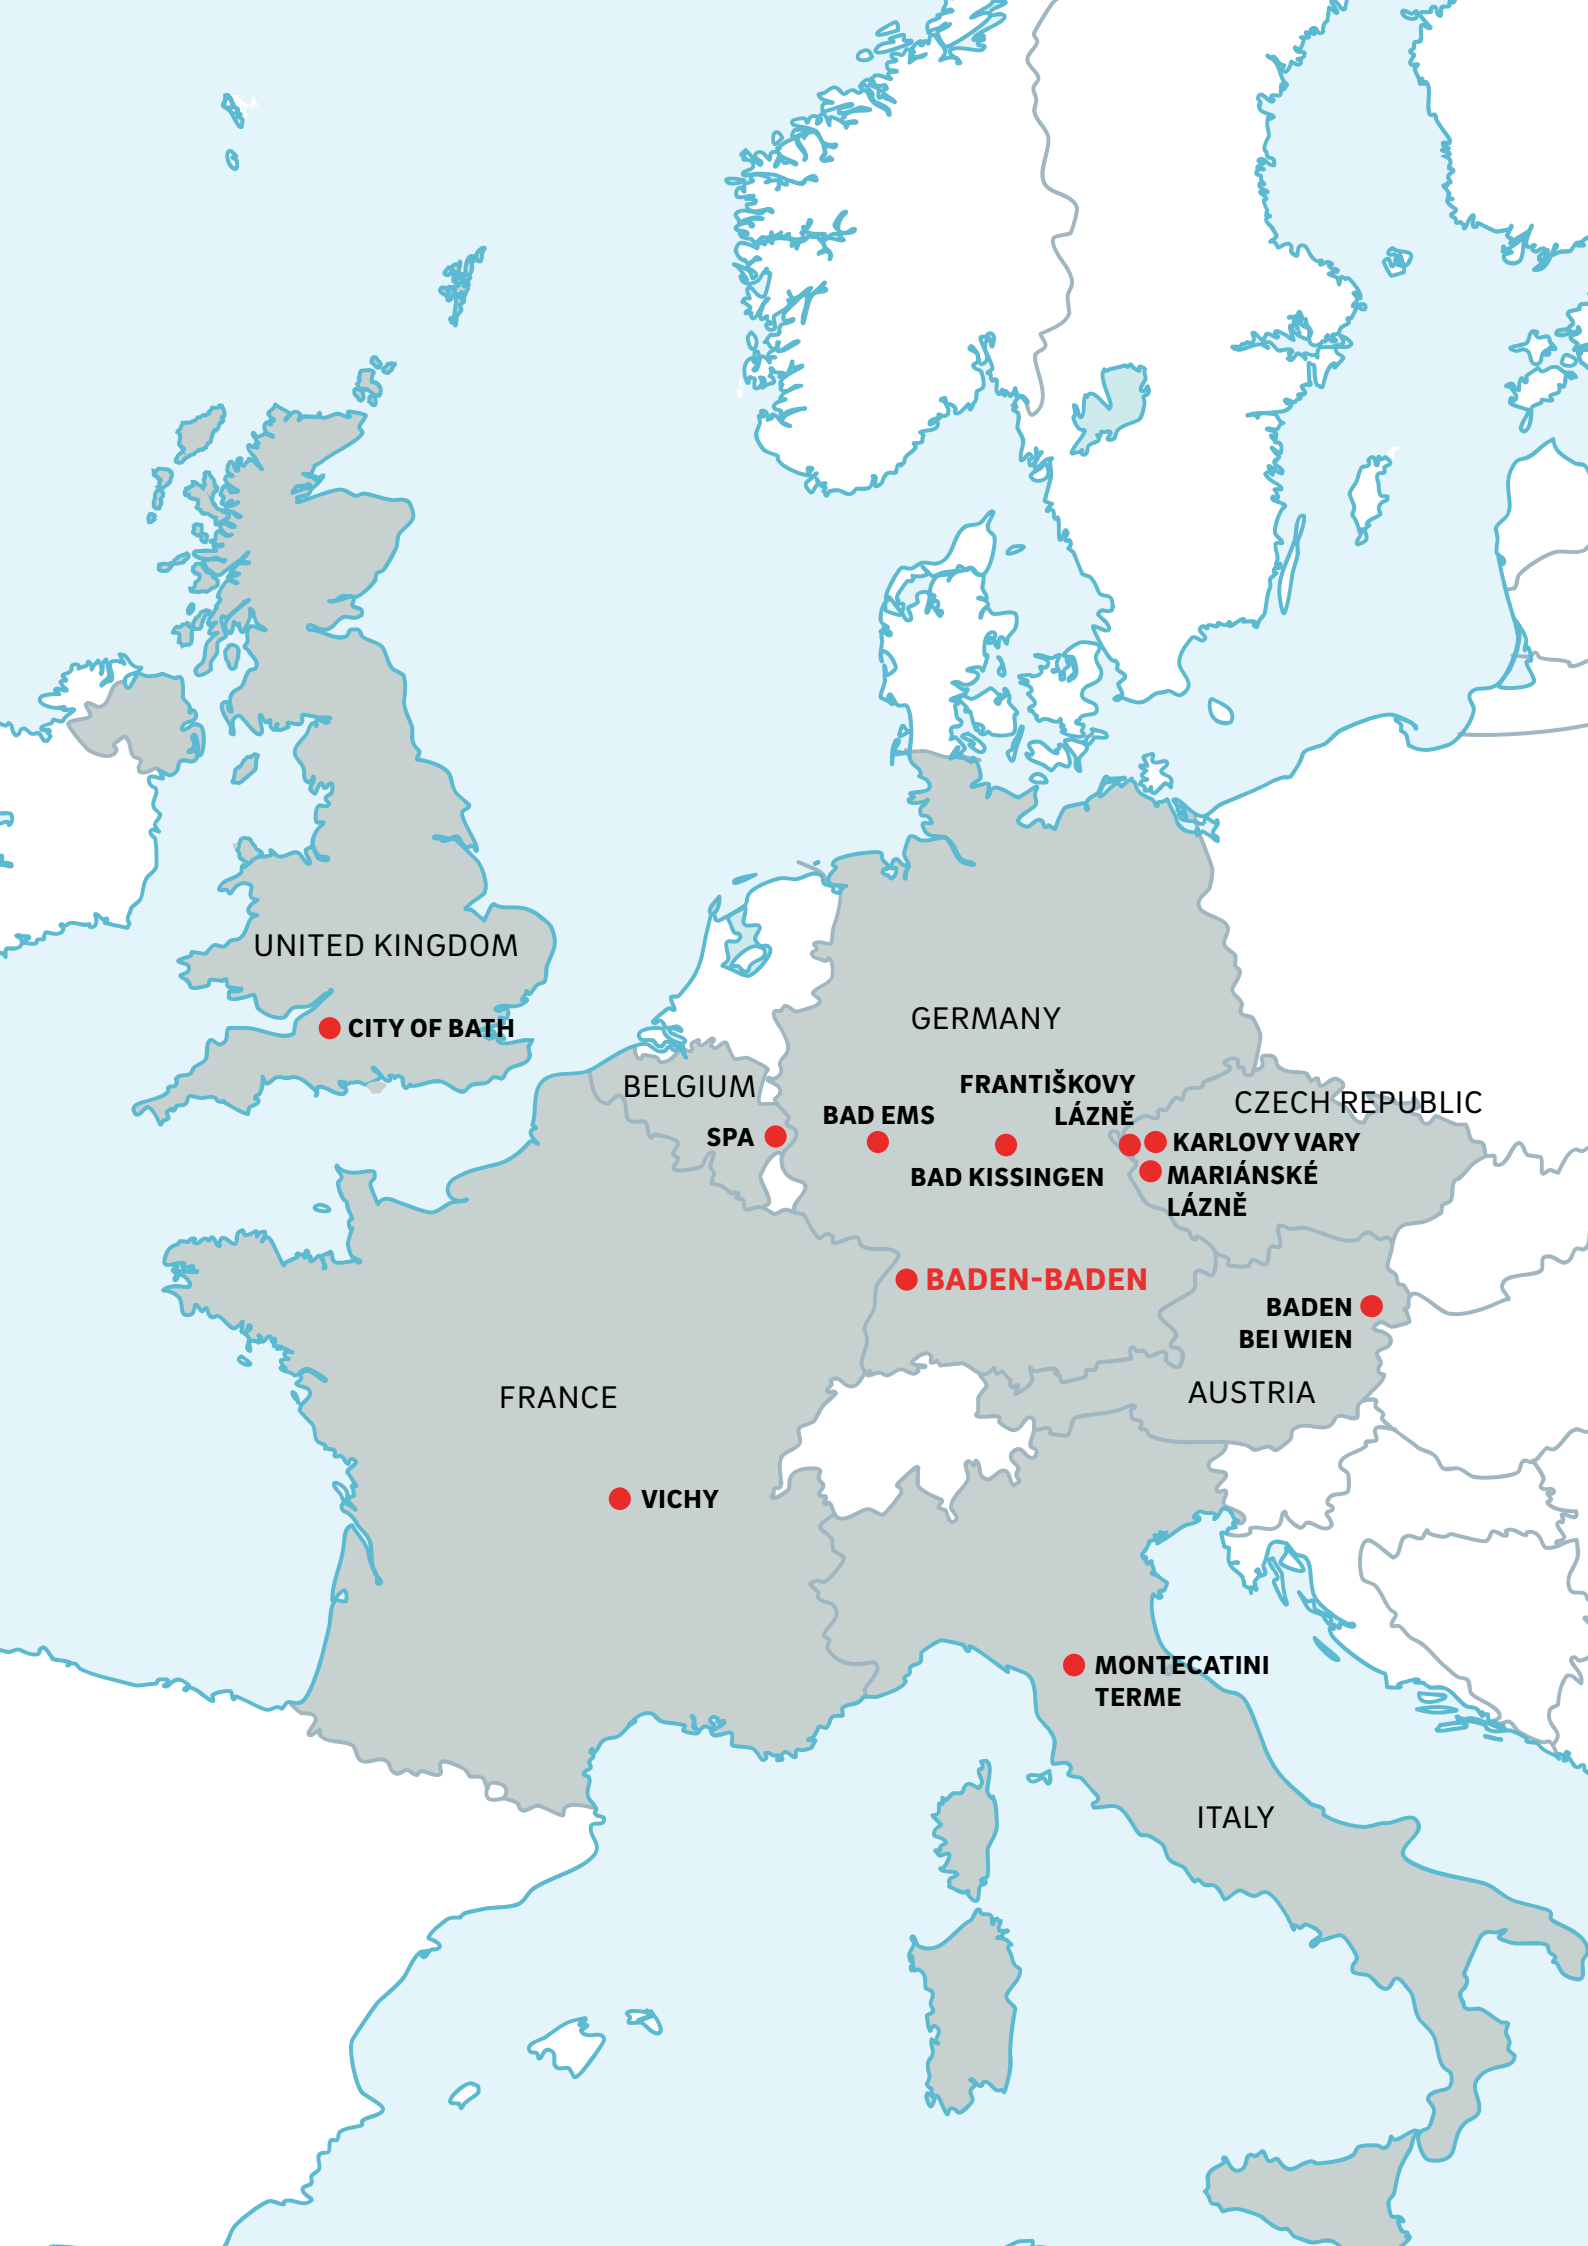 UNITED KINGDOM
CITY OF BATH
GERMANY
BELGIUM
FRANTIŠKOVY
LÁZNĚ
CZECH REPUBLIC
BAD EMS
SPA
KARLOVY VARY
BAD KISSINGEN
MARIÁNSKÉ
LÁZNĚ
BADEN-BADEN
BADEN
BEI WIEN
FRANCE
AUSTRIA
VICHY
MONTECATINI
TERME
ITALY